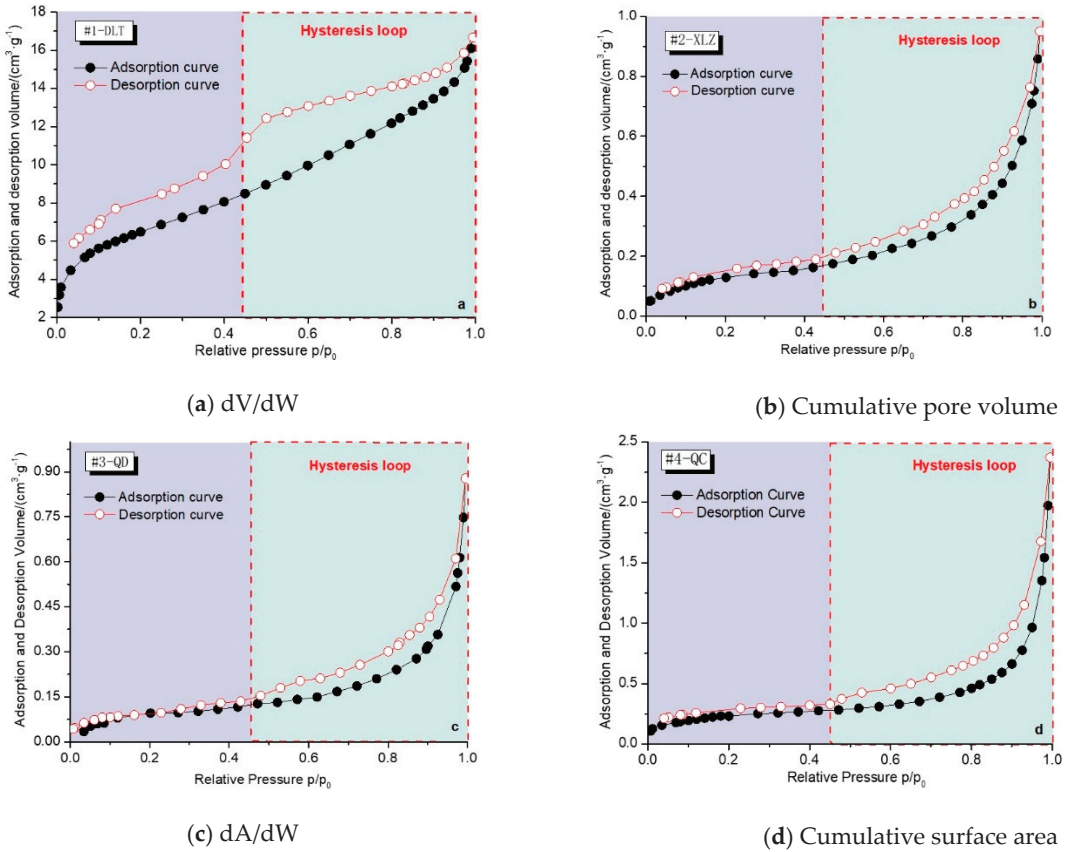 a
#1-DLT
Hysteresis loop
Adsorption curve
Desorption curve
Adsorption and desorption volume/(cm³·g⁻¹)
18
16
14
12
10
8
6
4
2
0.0 0.2 0.4 0.6 0.8 1.0
Relative pressure p/p₀
a
(a) dV/dW
#2-XLZ
Hysteresis loop
Adsorption curve
Desorption curve
Adsorption and desorption volume/(cm³·g⁻¹)
1.0
0.8
0.6
0.4
0.2
0.0
0.0 0.2 0.4 0.6 0.8 1.0
Relative pressure p/p₀
b
(b) Cumulative pore volume
#3-QD
Hysteresis loop
Adsorption curve
Desorption curve
Adsorption and Desorption Volume/(cm³·g⁻¹)
0.90
0.75
0.60
0.45
0.30
0.15
0.00
0.0 0.2 0.4 0.6 0.8 1.0
Relative Pressure p/p₀
c
(c) dA/dW
#4-QC
Hysteresis loop
Adsorption Curve
Desorption Curve
Adsorption and Desorption Volume/(cm³·g⁻¹)
2.5
2.0
1.5
1.0
0.5
0.0
0.0 0.2 0.4 0.6 0.8 1.0
Relative Pressure p/p₀
d
(d) Cumulative surface area